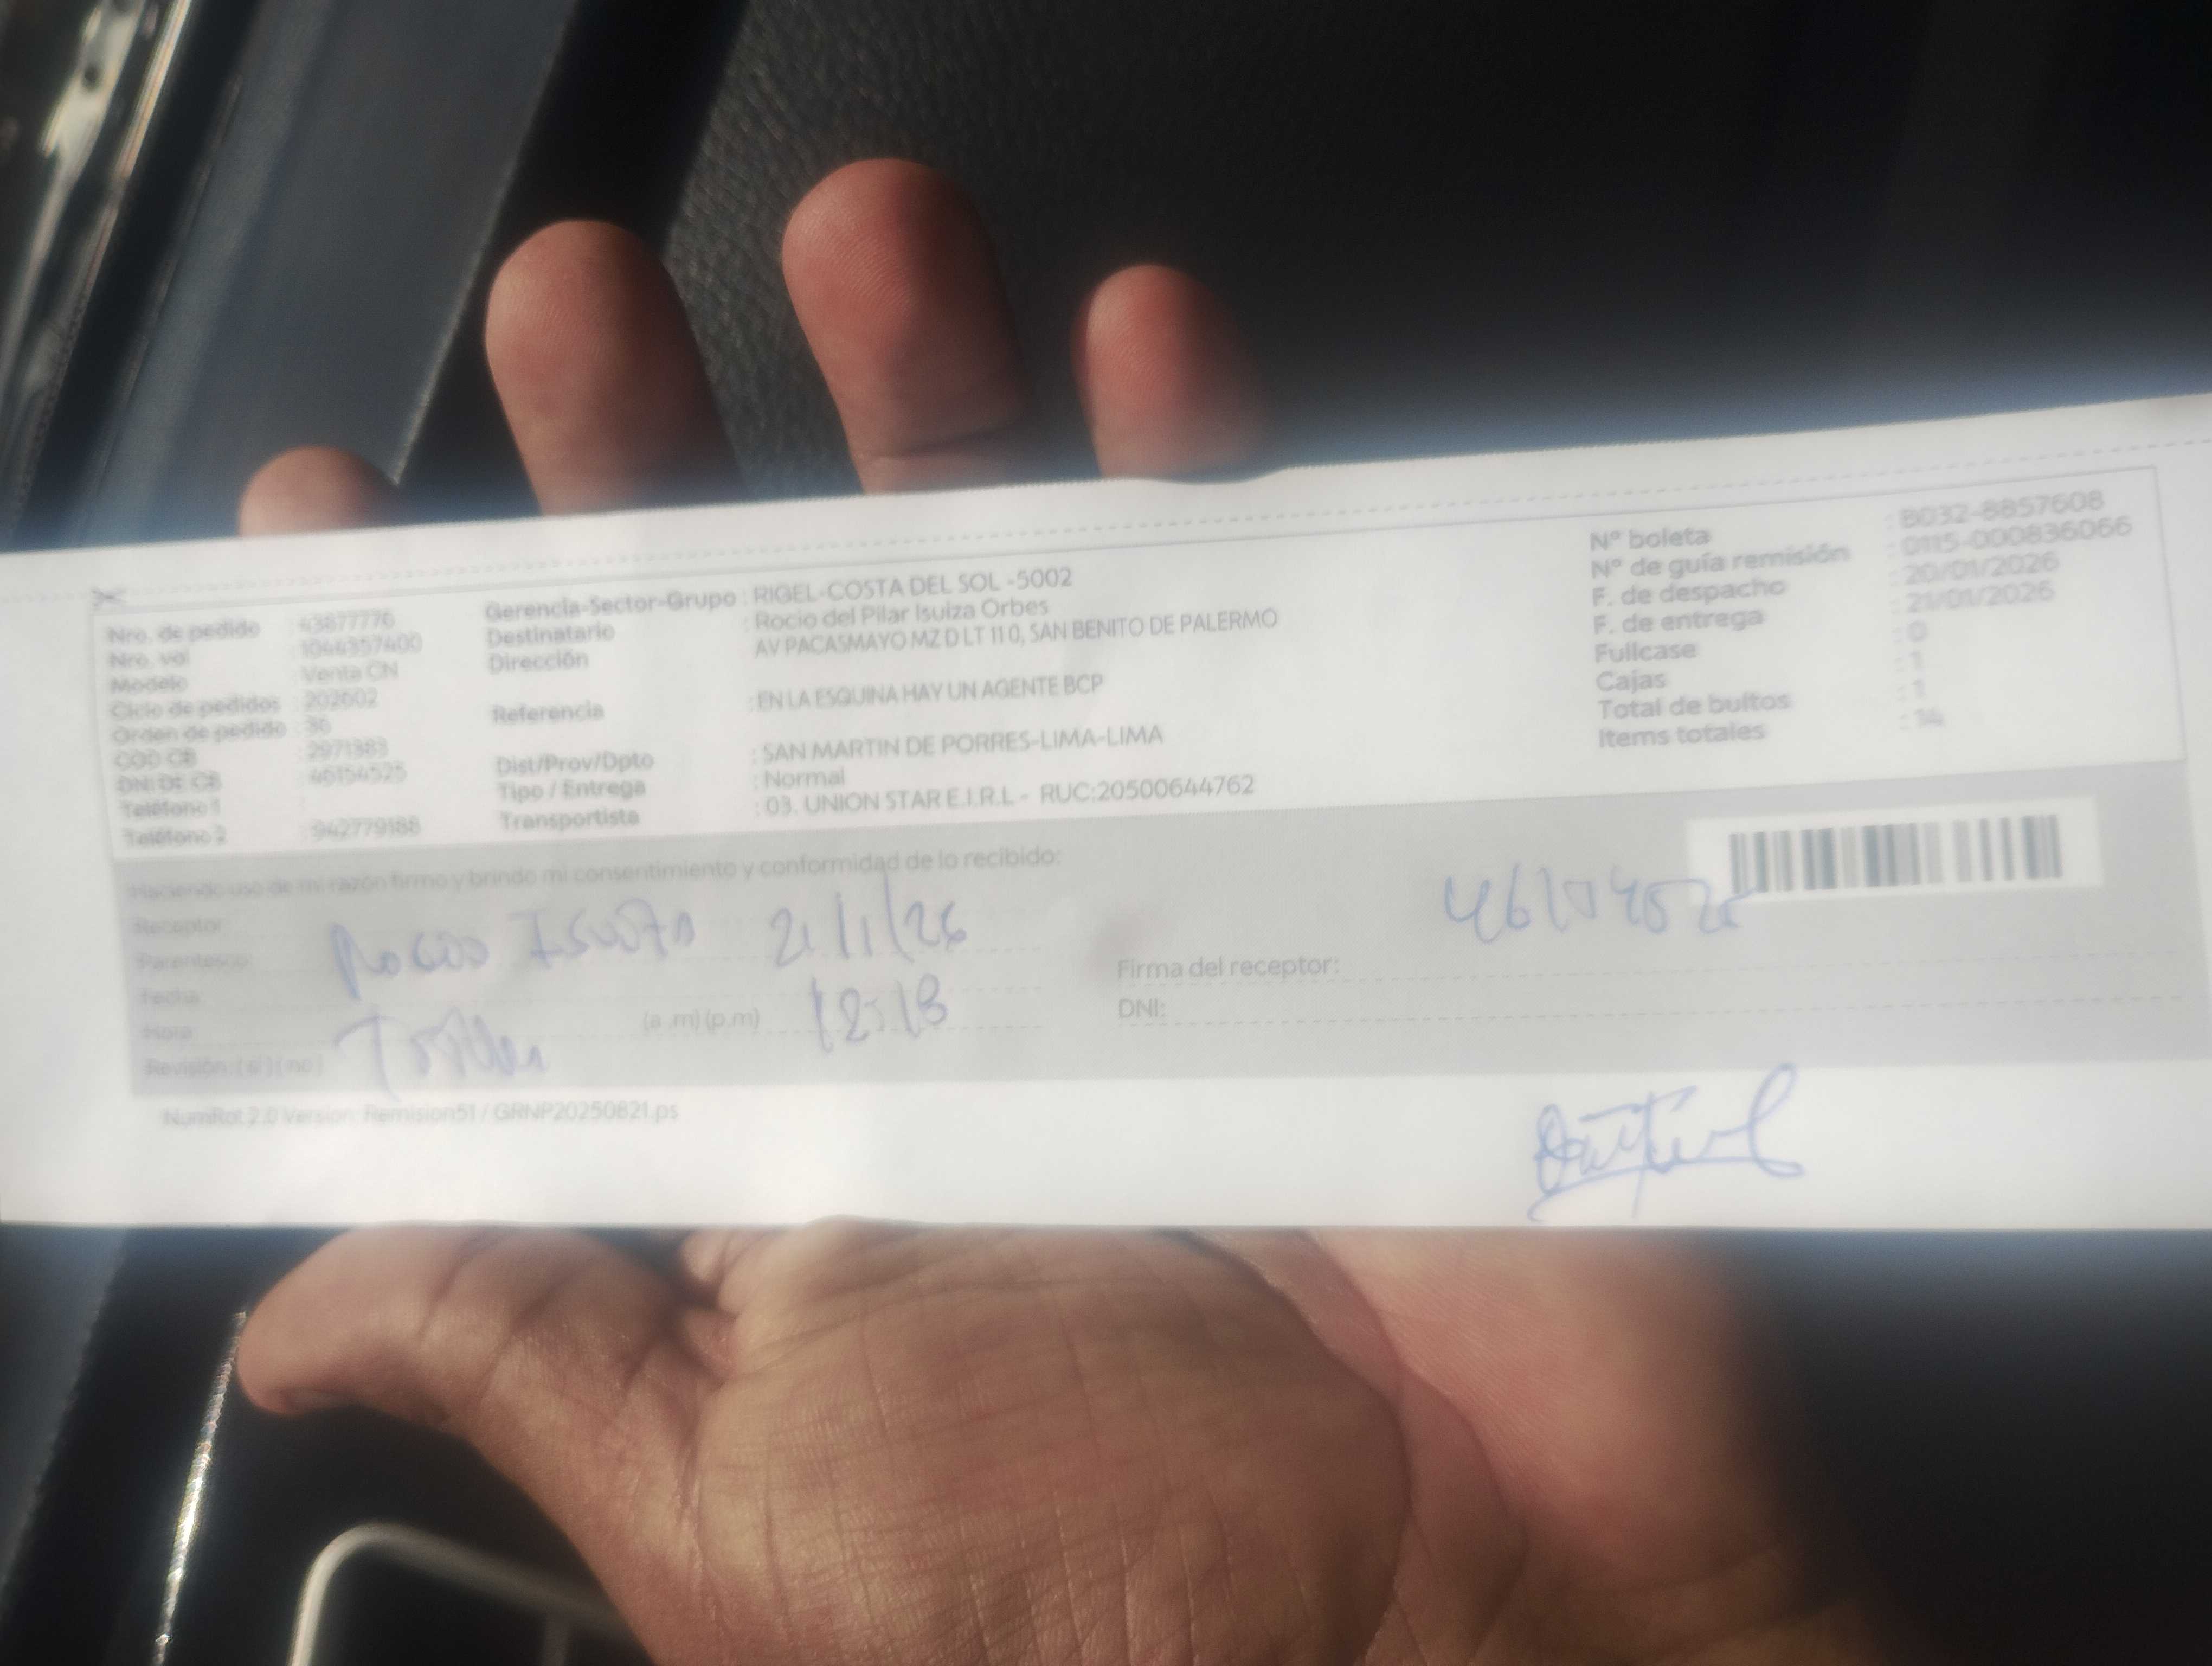 Nro. de pedido : 43877776
Nro. vol : 1044357400
Modelo : Venta CN
Ciclo de pedidos : 202602
Orden de pedido : 36
COD CB : 2971383
DNI DE CB : 46154525
Teléfono 1 :
Teléfono 2 : 942779188
Gerencia-Sector-Grupo : RIGEL-COSTA DEL SOL -5002
Destinatario : Rocio del Pilar Isuiza Orbes
Dirección : AV PACASMAYO MZ D LT 11 0, SAN BENITO DE PALERMO
Referencia : EN LA ESQUINA HAY UN AGENTE BCP
Dist/Prov/Dpto : SAN MARTIN DE PORRES-LIMA-LIMA
Tipo / Entrega : Normal
Transportista : 03. UNION STAR E.I.R.L - RUC:20500644762
N° boleta : B032-8857608
N° de guía remisión : 0115-000836066
F. de despacho : 20/01/2026
F. de entrega : 21/01/2026
Fullcase : 0
Cajas : 1
Total de bultos : 1
Items totales : 14
Haciendo uso de mi razón firmo y brindo mi consentimiento y conformidad de lo recibido:
Receptor
Parentesco
Fecha 21/1/26
Hora (a .m) (p.m) 12:18
Revisión: ( si ) ( no )
Firma del receptor:
DNI:
NumRot 2.0 Version: Remision51 / GRNP20250821.ps